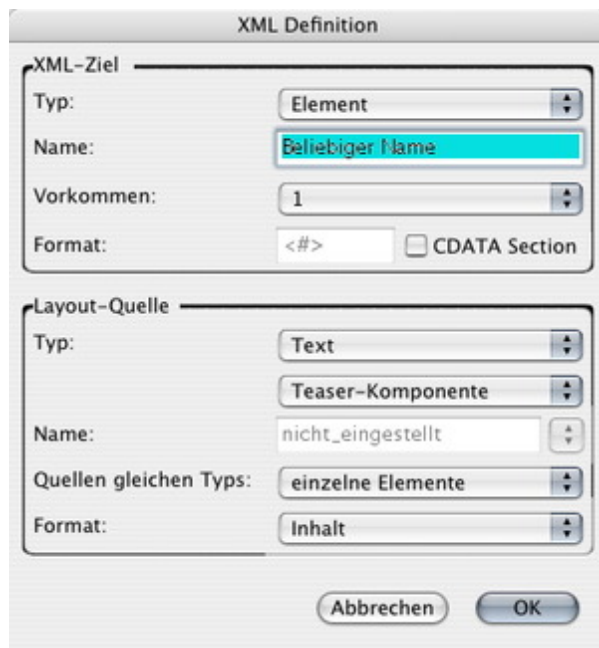 XML Definition
XML-Ziel
Typ: Element
Name: Beliebiger Name
Vorkommen: 1
Format: <#> CDATA Section
Layout-Quelle
Typ: Text
Teaser-Komponente
Name: nicht_eingestellt
Quellen gleichen Typs: einzelne Elemente
Format: Inhalt
Abbrechen OK